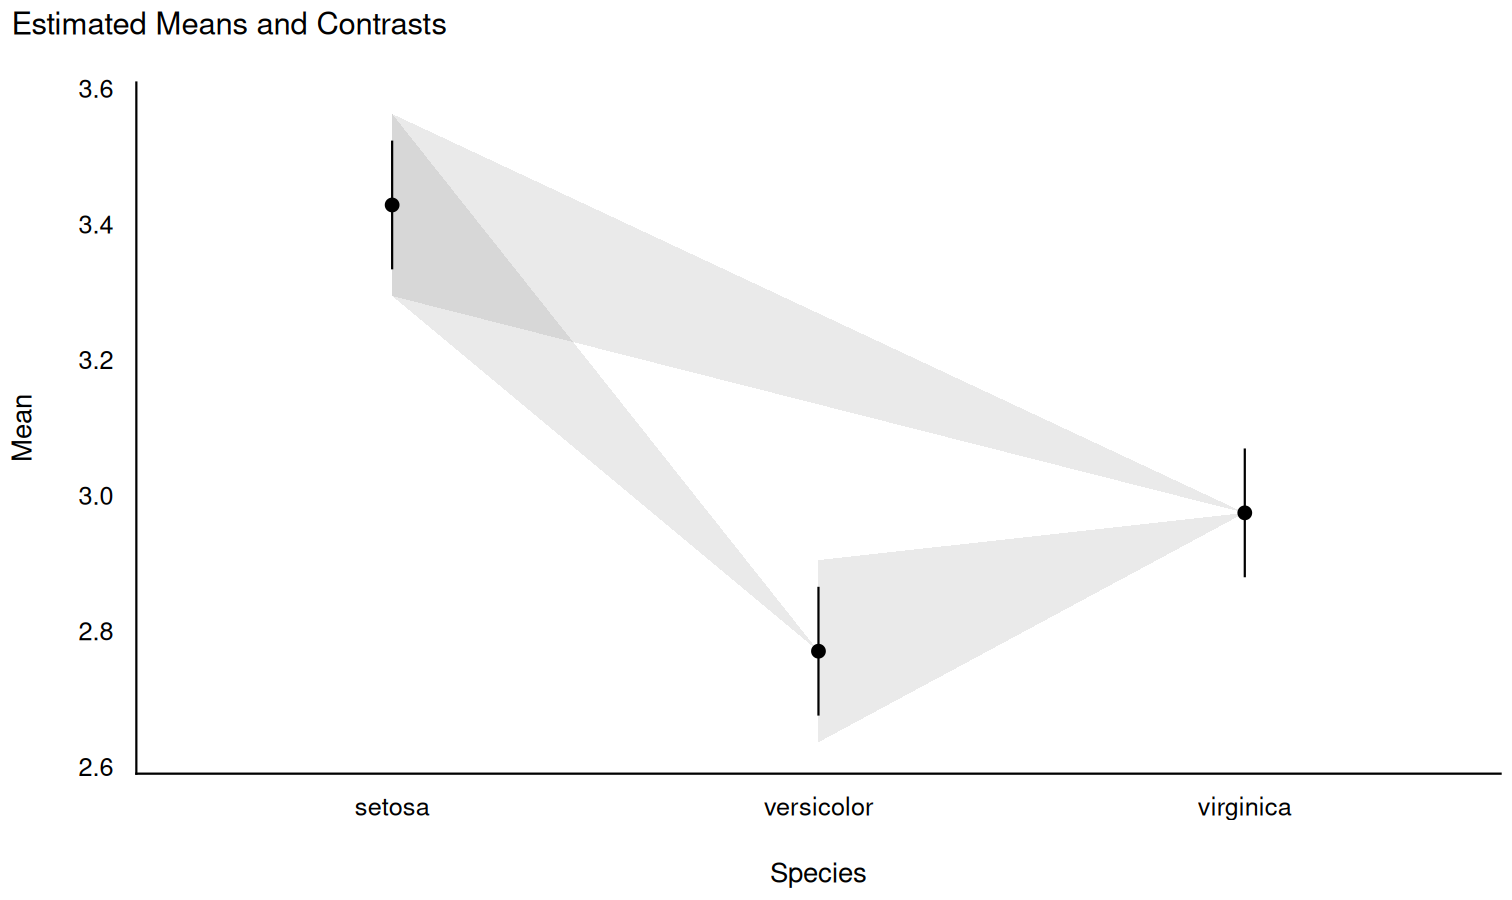 Estimated Means and Contrasts
3.6
3.4
3.2
3.0
2.8
2.6
Mean
setosa
versicolor
virginica
Species